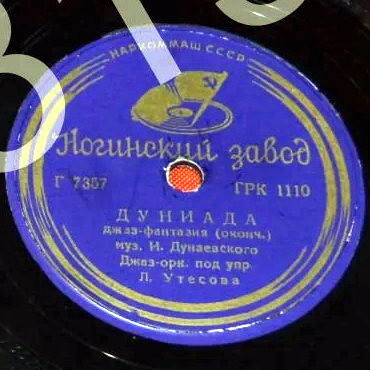 НАРКОММАШ СССР
Ногинский завод
Г 7357 ГРК 1110
ДУНИАДА
джаз-фантазия (оконч.)
муз. И. Дунаевского
Джаз-орк. под упр.
Л. Утесова